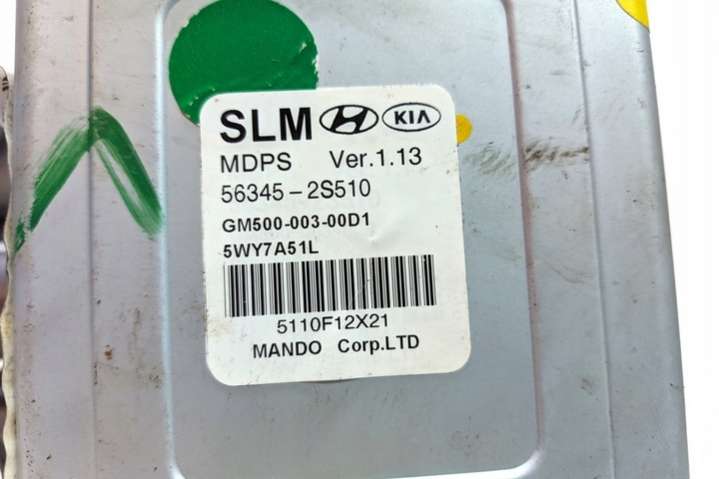 SLM KIA
MDPS Ver.1.13
56345-2S510
GM500-003-00D1
5WY7A51L
5110F12X21
MANDO Corp.LTD